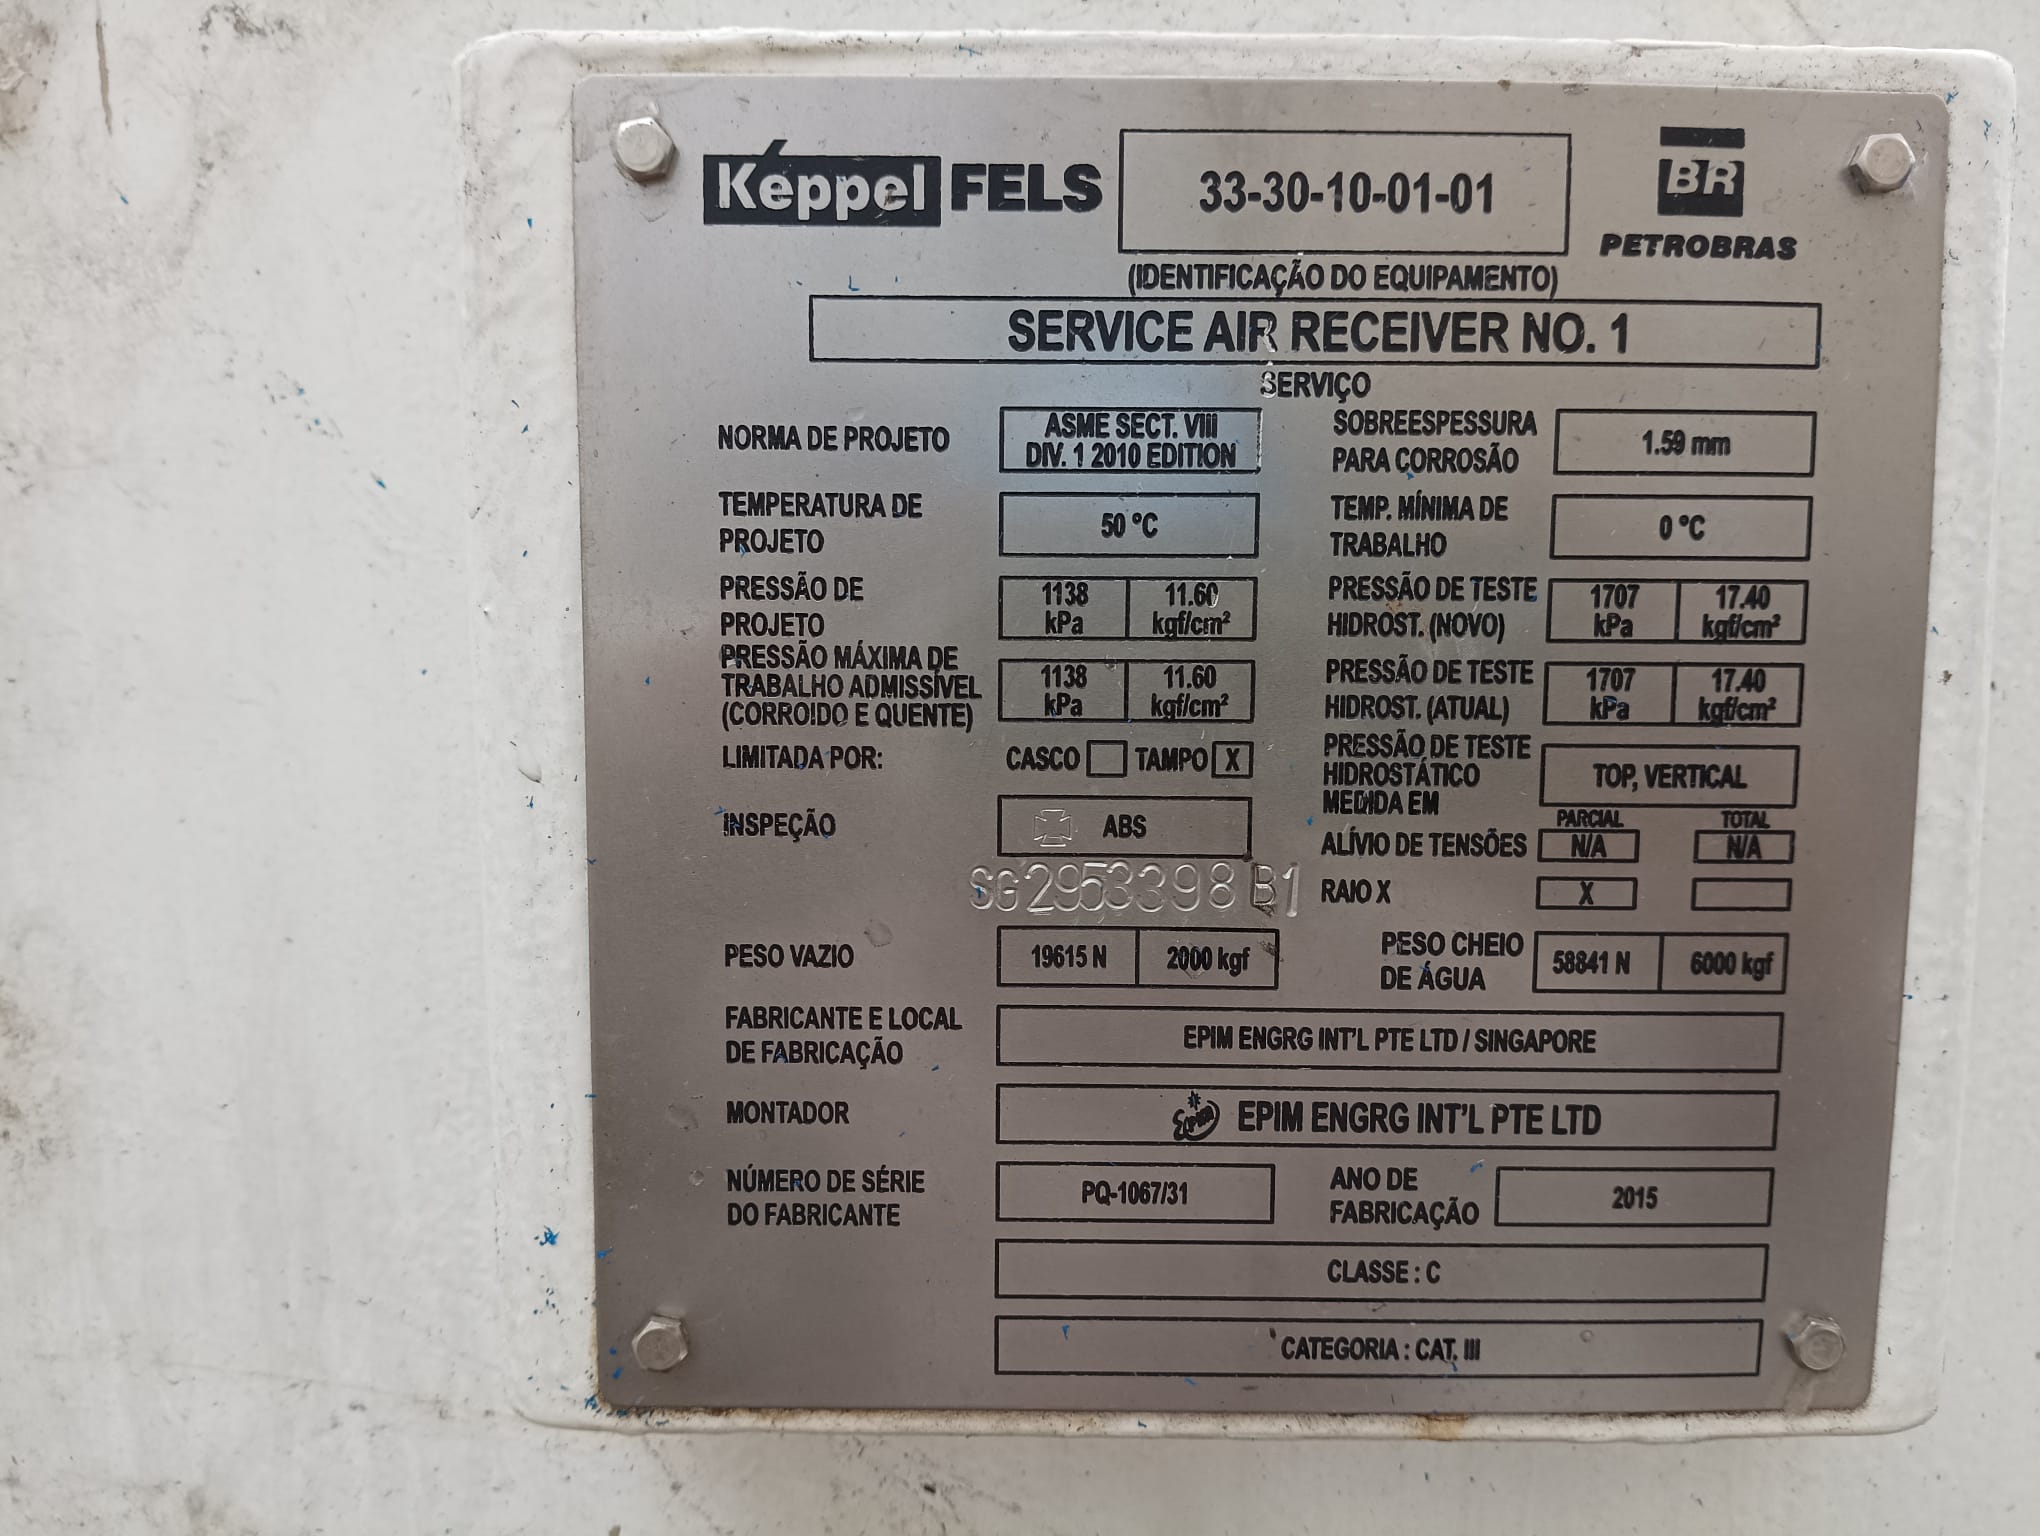 Keppel FELS
33-30-10-01-01
BR
PETROBRAS
(IDENTIFICAÇÃO DO EQUIPAMENTO)
SERVICE AIR RECEIVER NO. 1
SERVIÇO
NORMA DE PROJETO
ASME SECT. VIII
DIV. 1 2010 EDITION
SOBREESPESSURA
PARA CORROSÃO
1.59 mm
TEMPERATURA DE
PROJETO
50 °C
TEMP. MÍNIMA DE
TRABALHO
0 °C
PRESSÃO DE
PROJETO
1138
kPa
11.60
kgf/cm²
PRESSÃO DE TESTE
HIDROST. (NOVO)
1707
kPa
17.40
kgf/cm²
PRESSÃO MÁXIMA DE
TRABALHO ADMISSÍVEL
(CORROIDO E QUENTE)
1138
kPa
11.60
kgf/cm²
PRESSÃO DE TESTE
HIDROST. (ATUAL)
1707
kPa
17.40
kgf/cm²
LIMITADA POR:
CASCO
TAMPO X
PRESSÃO DE TESTE
HIDROSTÁTICO
MEDIDA EM
TOP, VERTICAL
INSPEÇÃO
ABS
SG2953398 B1
PARCIAL
TOTAL
ALÍVIO DE TENSÕES
N/A
N/A
RAIO X
X
PESO VAZIO
19615 N
2000 kgf
PESO CHEIO
DE ÁGUA
58841 N
6000 kgf
FABRICANTE E LOCAL
DE FABRICAÇÃO
EPIM ENGRG INT'L PTE LTD / SINGAPORE
MONTADOR
EPIM
EPIM ENGRG INT'L PTE LTD
NÚMERO DE SÉRIE
DO FABRICANTE
PQ-1067/31
ANO DE
FABRICAÇÃO
2015
CLASSE : C
CATEGORIA : CAT. III